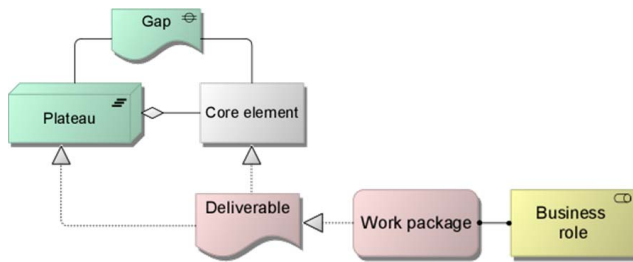 Gap
Plateau
Core element
Deliverable
Work package
Business
role